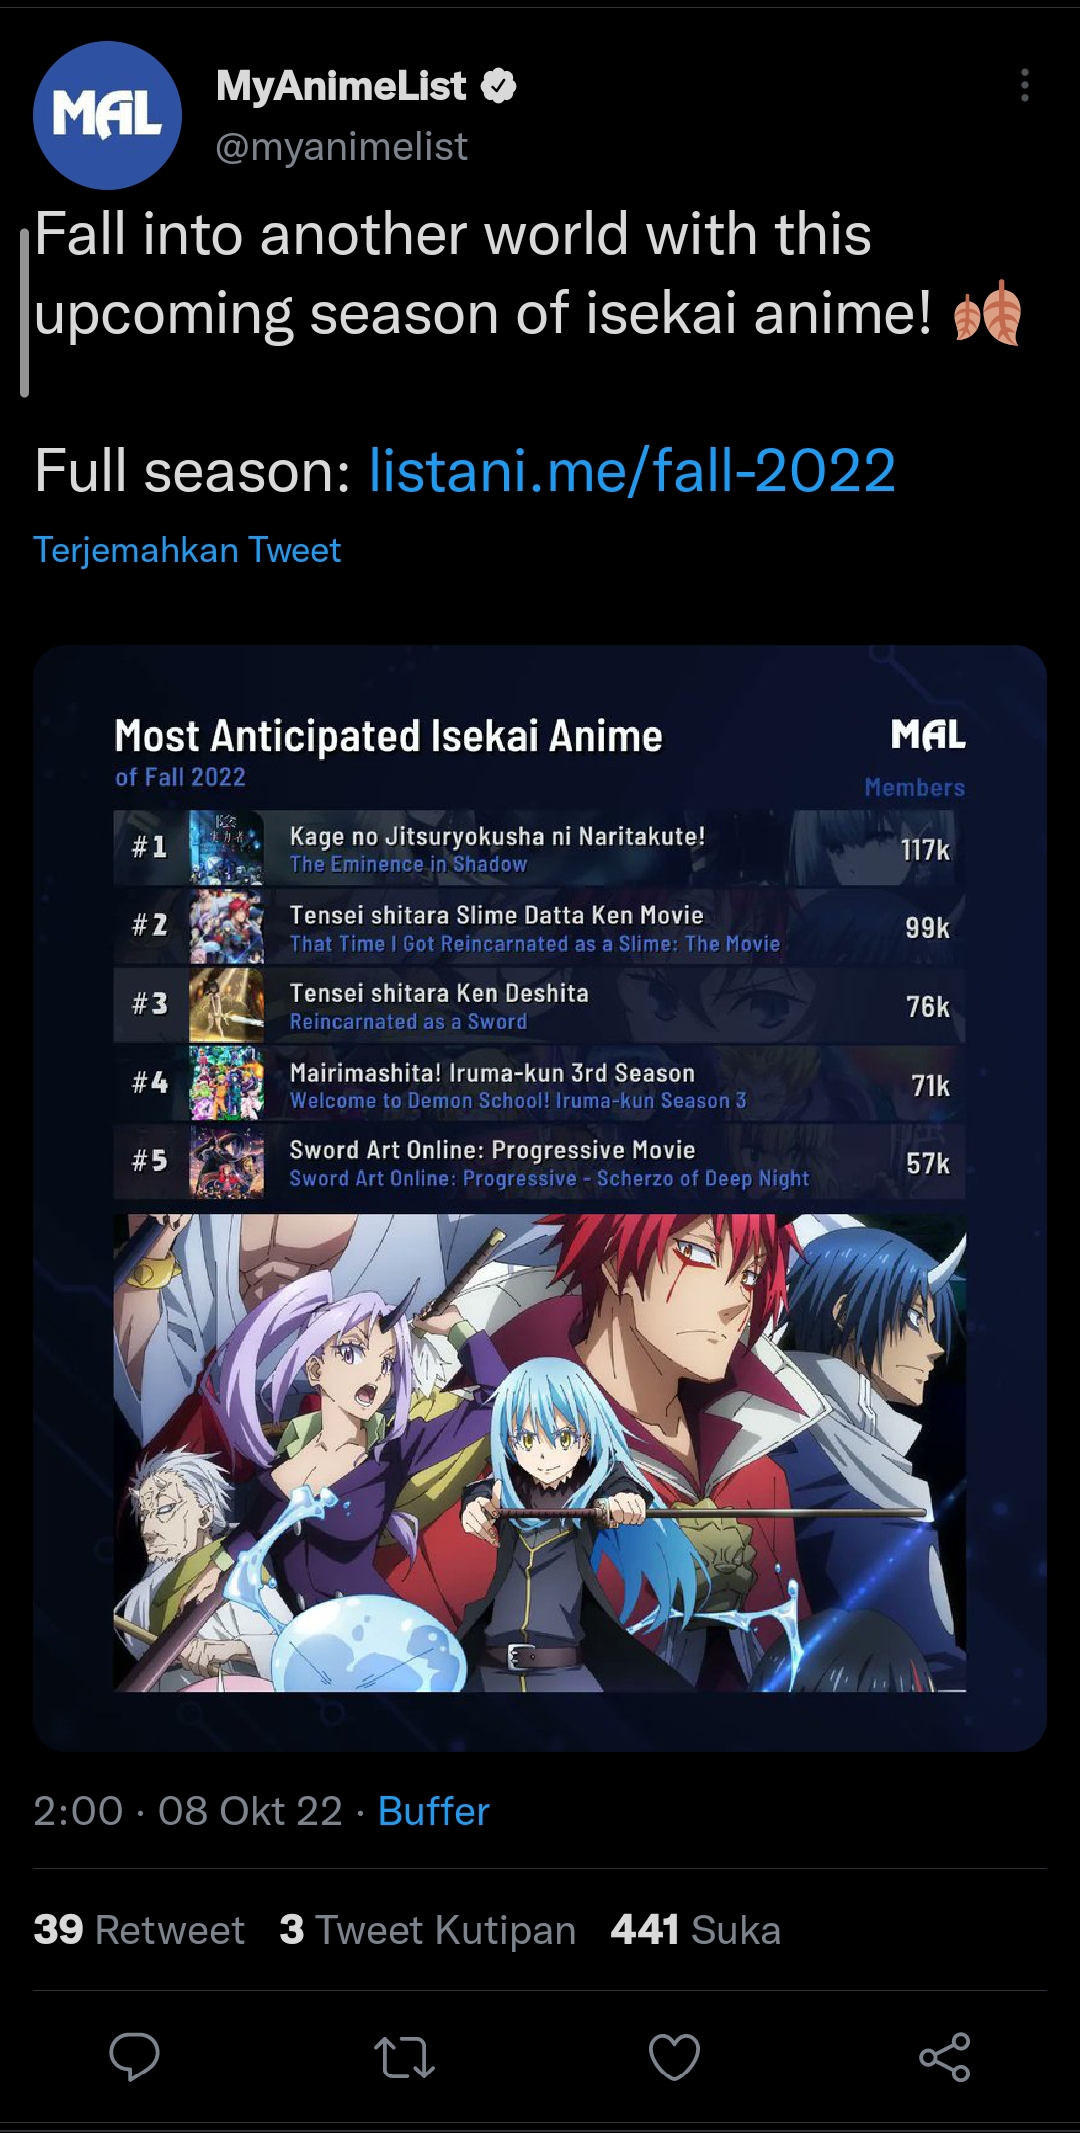 MAL
MyAnimeList
@myanimelist
Fall into another world with this
upcoming season of isekai anime!
Full season: listani.me/fall-2022
Terjemahkan Tweet
Most Anticipated Isekai Anime
MAL
of Fall 2022
Members
#1
Kage no Jitsuryokusha ni Naritakute!
The Eminence in Shadow
117k
#2
Tensei shitara Slime Datta Ken Movie
That Time I Got Reincarnated as a Slime: The Movie
99k
#3
Tensei shitara Ken Deshita
Reincarnated as a Sword
76k
#4
Mairimashita! Iruma-kun 3rd Season
Welcome to Demon School! Iruma-kun Season 3
71k
#5
Sword Art Online: Progressive Movie
Sword Art Online: Progressive - Scherzo of Deep Night
57k
2:00 · 08 Okt 22 · Buffer
39 Retweet 3 Tweet Kutipan 441 Suka